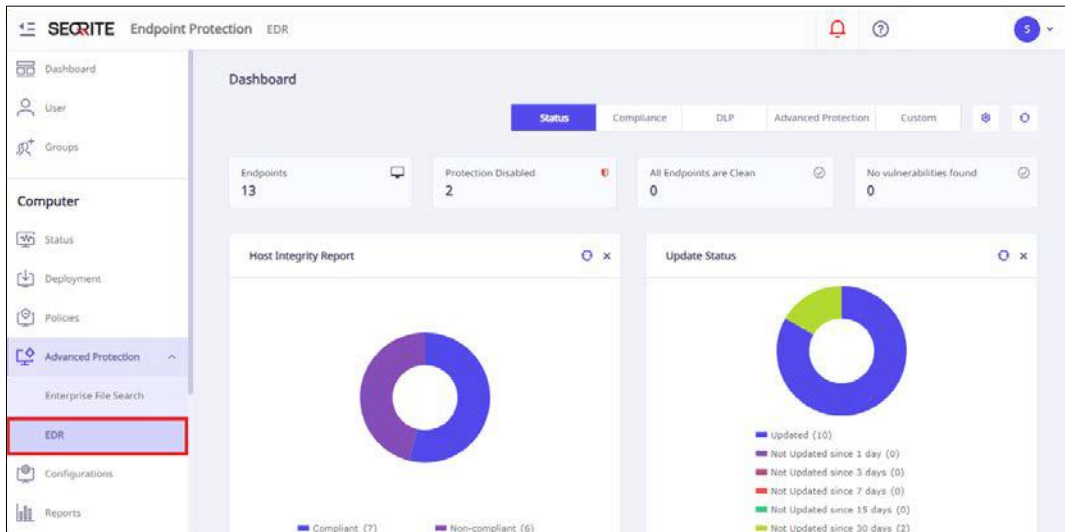 SEQRITE Endpoint Protection EDR
S
Dashboard
User
Groups
Computer
Status
Deployment
Policies
Advanced Protection
Enterprise File Search
EDR
Configurations
Reports
Dashboard
Status Compliance DLP Advanced Protection Custom
Endpoints
13
Protection Disabled
2
All Endpoints are Clean
0
No vulnerabilities found
0
Host Integrity Report
Compliant (7) Non-compliant (6)
Update Status
Updated (10)
Not Updated since 1 day (0)
Not Updated since 3 days (0)
Not Updated since 7 days (0)
Not Updated since 15 days (0)
Not Updated since 30 days (2)